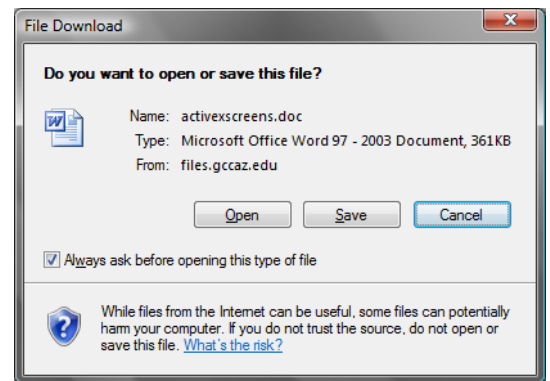 File Download
Do you want to open or save this file?
Name: activexscreens.doc
Type: Microsoft Office Word 97 - 2003 Document, 361KB
From: files.gccaz.edu
Open Save Cancel
Always ask before opening this type of file
While files from the Internet can be useful, some files can potentially
harm your computer. If you do not trust the source, do not open or
save this file. What's the risk?